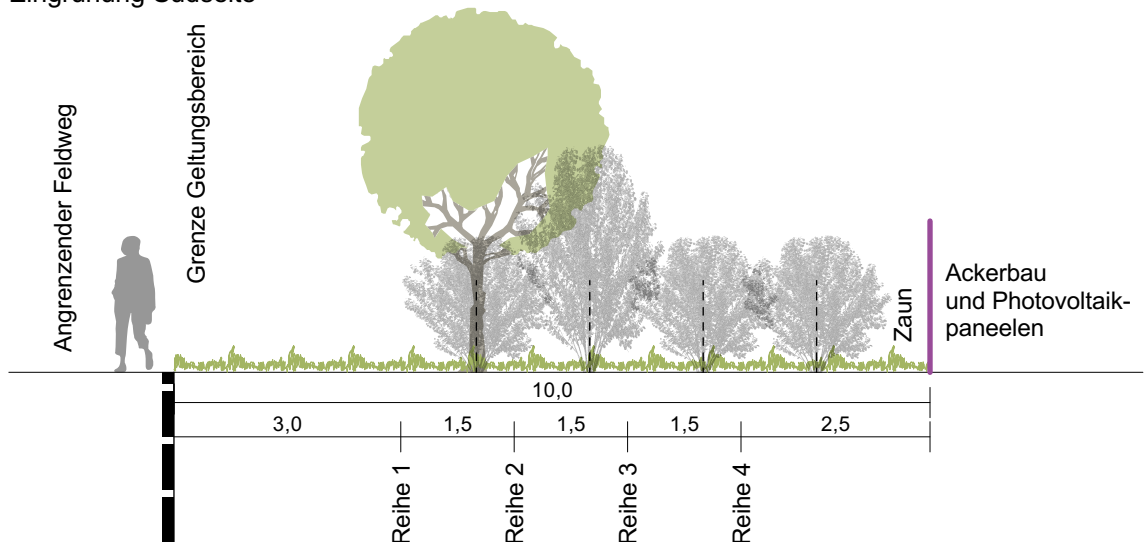 Eingrünung Südseite
Angrenzender Feldweg
Grenze Geltungsbereich
Zaun
Ackerbau
und Photovoltaik-
paneelen
10,0
3,0
1,5
1,5
1,5
2,5
Reihe 1
Reihe 2
Reihe 3
Reihe 4